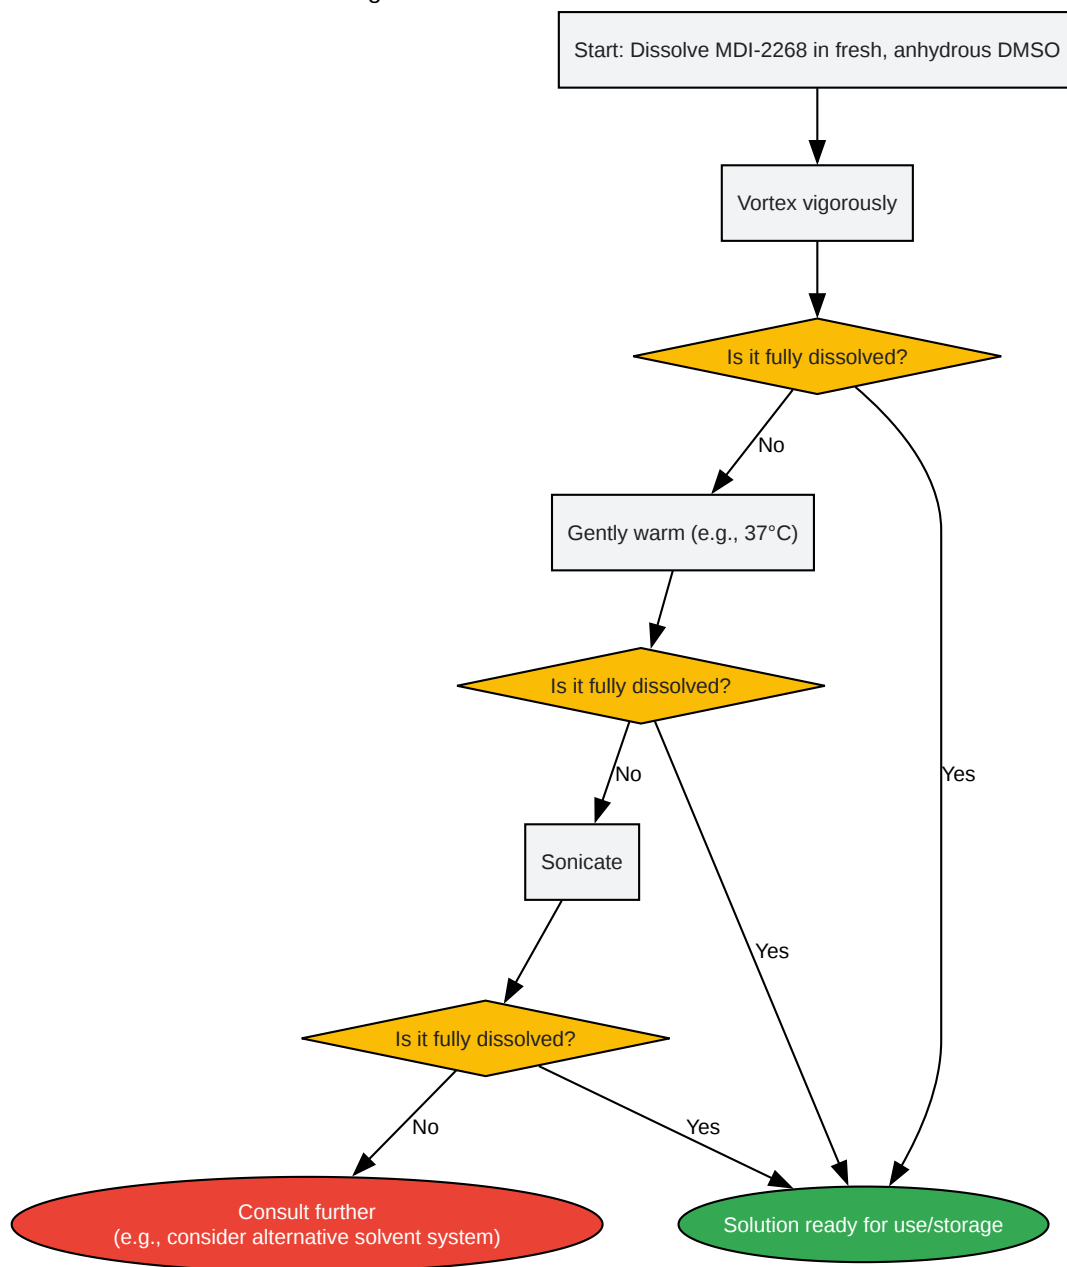 Start: Dissolve MDI-2268 in fresh, anhydrous DMSO
Vortex vigorously
Is it fully dissolved?
No
Gently warm (e.g., 37°C)
Is it fully dissolved?
No
Yes
Sonicate
Yes
Is it fully dissolved?
No
Yes
Consult further
(e.g., consider alternative solvent system)
Solution ready for use/storage